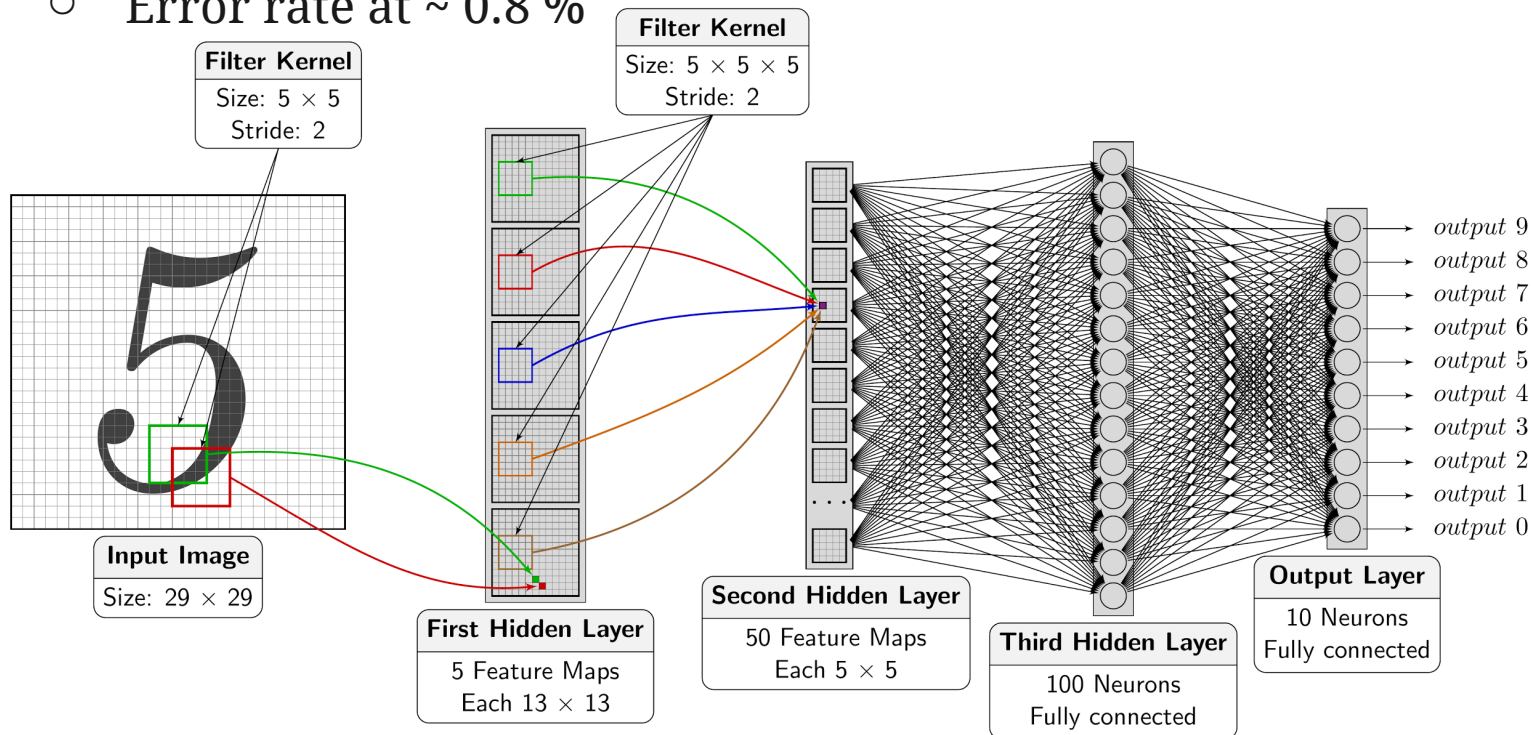 ○ Error rate at ~ 0.8 %
Filter Kernel
Size: 5 × 5
Stride: 2
Filter Kernel
Size: 5 × 5 × 5
Stride: 2
Input Image
Size: 29 × 29
First Hidden Layer
5 Feature Maps
Each 13 × 13
Second Hidden Layer
50 Feature Maps
Each 5 × 5
. . .
Third Hidden Layer
100 Neurons
Fully connected
Output Layer
10 Neurons
Fully connected
output 9
output 8
output 7
output 6
output 5
output 4
output 3
output 2
output 1
output 0
5